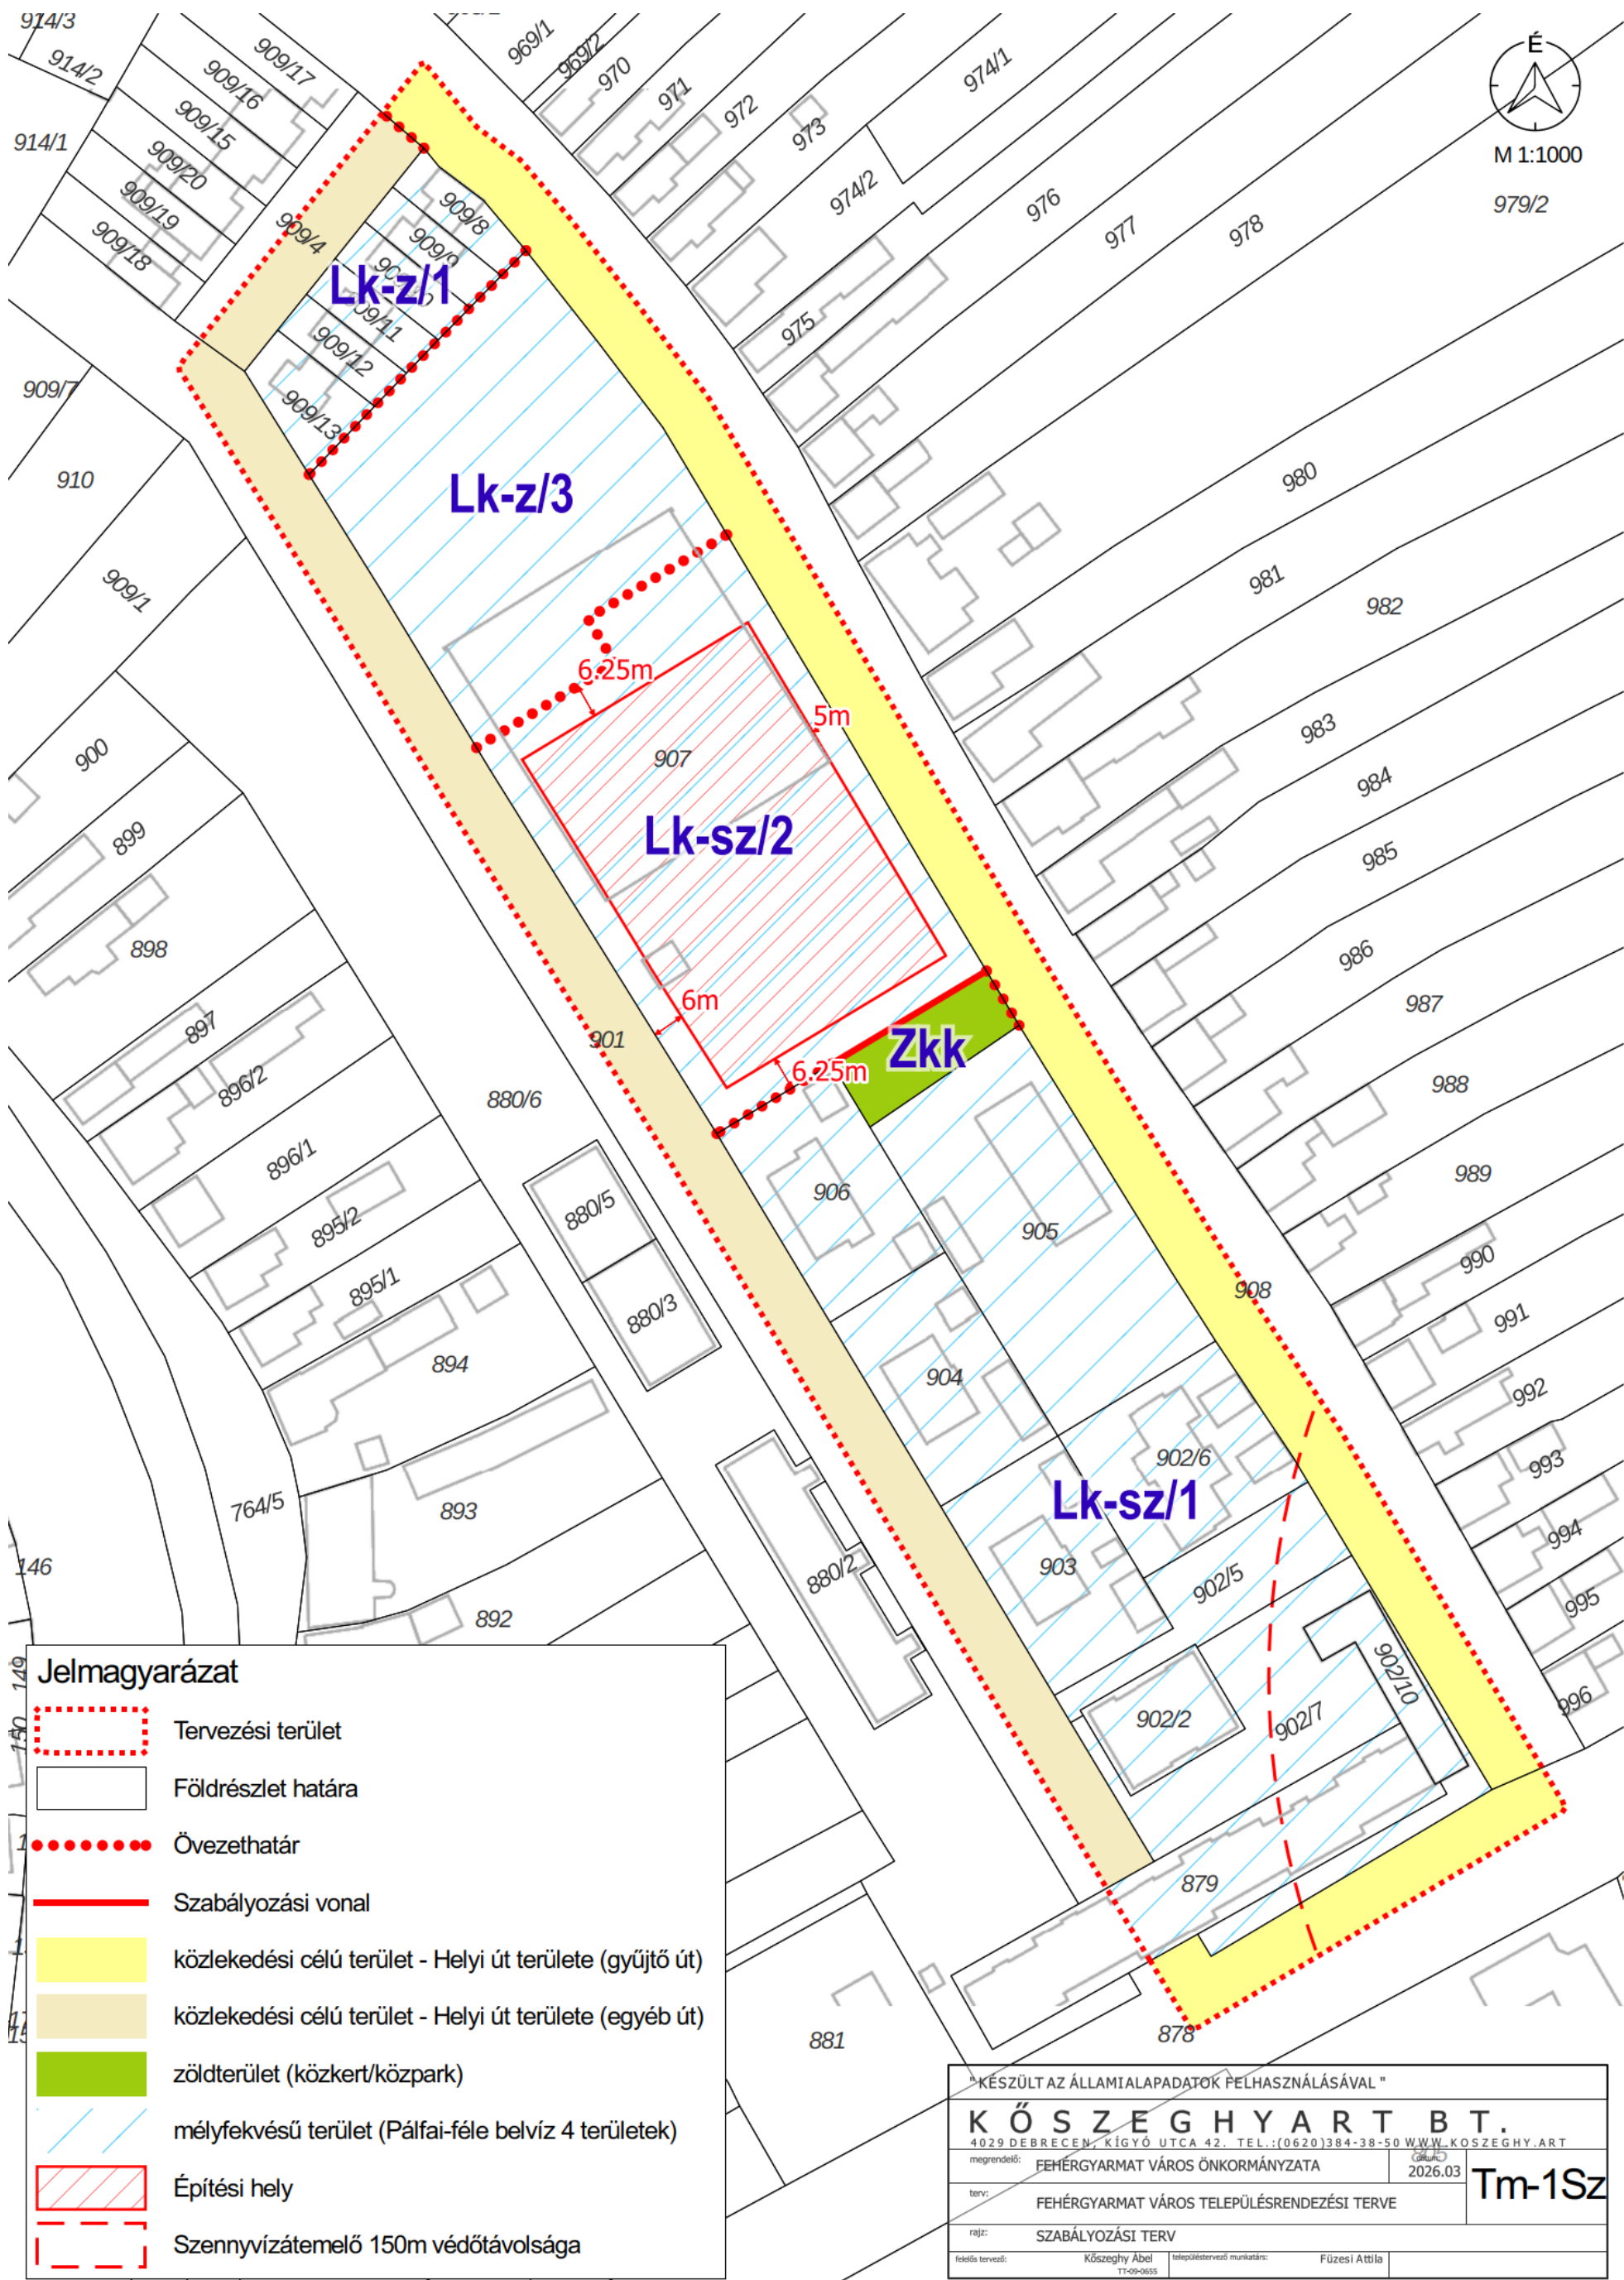 914/3
969/1
969/2
914/2
909/17
909/16
970
971
974/1
É
972
909/15
973
914/1
M 1:1000
909/20
974/2
909/19
976
979/2
909/8
909/4
977
978
909/18
909/9
Lk-z/1
909/11
975
909/12
909/7
909/13
910
980
Lk-z/3
981
909/1
982
6.25m
5m
983
900
907
984
899
Lk-sz/2
985
898
986
6m
987
897
901
Zkk
6.25m
896/2
880/6
988
896/1
989
906
880/5
895/2
905
990
895/1
908
880/3
991
894
904
992
902/6
993
764/5
893
Lk-sz/1
994
146
903
880/2
902/5
995
892
149
902/10
996
150
902/2
902/7
879
881
878
Jelmagyarázat
Tervezési terület
Földrészlet határa
Övezethatár
Szabályozási vonal
közlekedési célú terület - Helyi út területe (gyűjtő út)
közlekedési célú terület - Helyi út területe (egyéb út)
zöldterület (közkert/közpark)
mélyfekvésű terület (Pálfai-féle belvíz 4 területek)
Építési hely
Szennyvízátemelő 150m védőtávolsága
"KÉSZÜLT AZ ÁLLAMI ALAPADATOK FELHASZNÁLÁSÁVAL"
KŐSZEGHYART BT.
4029 DEBRECEN, KÍGYÓ UTCA 42. TEL.:(0620)384-38-50 WWW.KOSZEGHY.ART
megrendelő: FEHÉRGYARMAT VÁROS ÖNKORMÁNYZATA
dátum: 2026.03
Tm-1Sz
terv: FEHÉRGYARMAT VÁROS TELEPÜLÉSRENDEZÉSI TERVE
rajz: SZABÁLYOZÁSI TERV
felelős tervező: Kőszeghy Ábel
településtervező munkatárs: Füzesi Attila
TT-09-0655